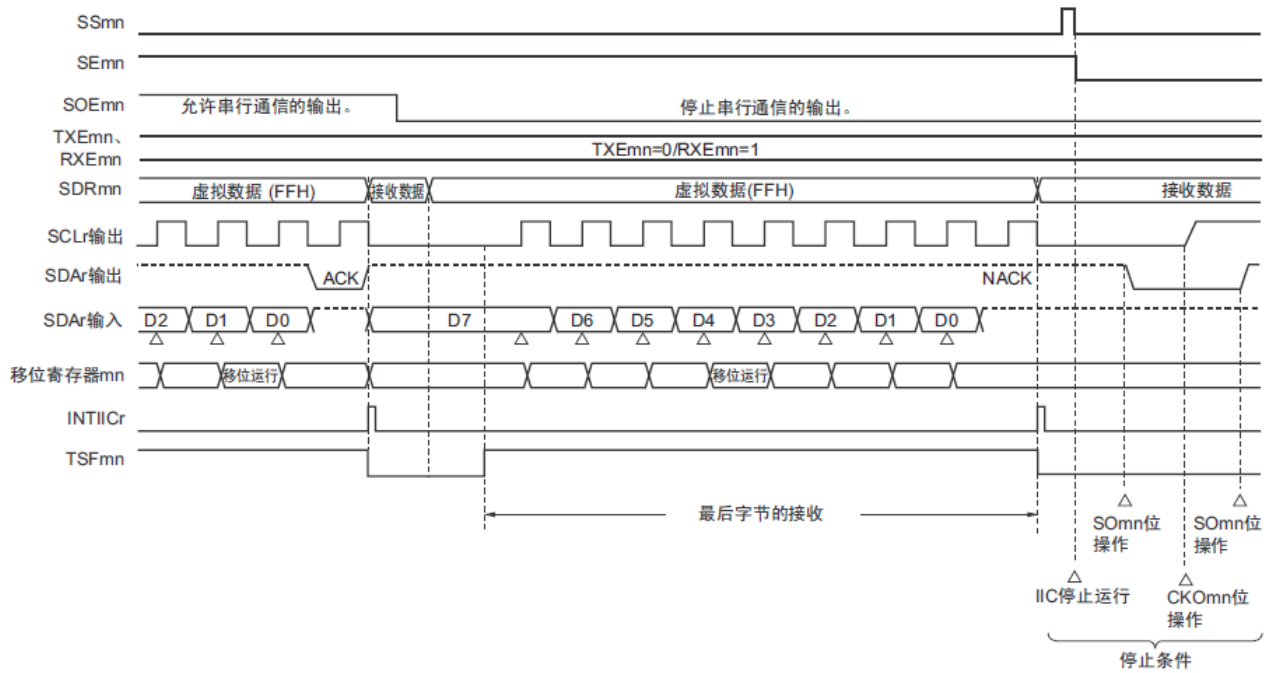 SSmn
SEmn
SOEmn 允许串行通信的输出。 停止串行通信的输出。
TXEmn、
RXEmn TXEmn=0/RXEmn=1
SDRmn 虚拟数据 (FFH) 接收数据 虚拟数据(FFH) 接收数据
SCLr输出
SDAr输出 ACK NACK
SDAr输入 D2 D1 D0 D7 D6 D5 D4 D3 D2 D1 D0
移位寄存器mn 移位运行 移位运行
INTIICr
TSFmn
最后字节的接收
SOmn位 SOmn位
操作 操作
IIC停止运行 CKOmn位
操作
停止条件